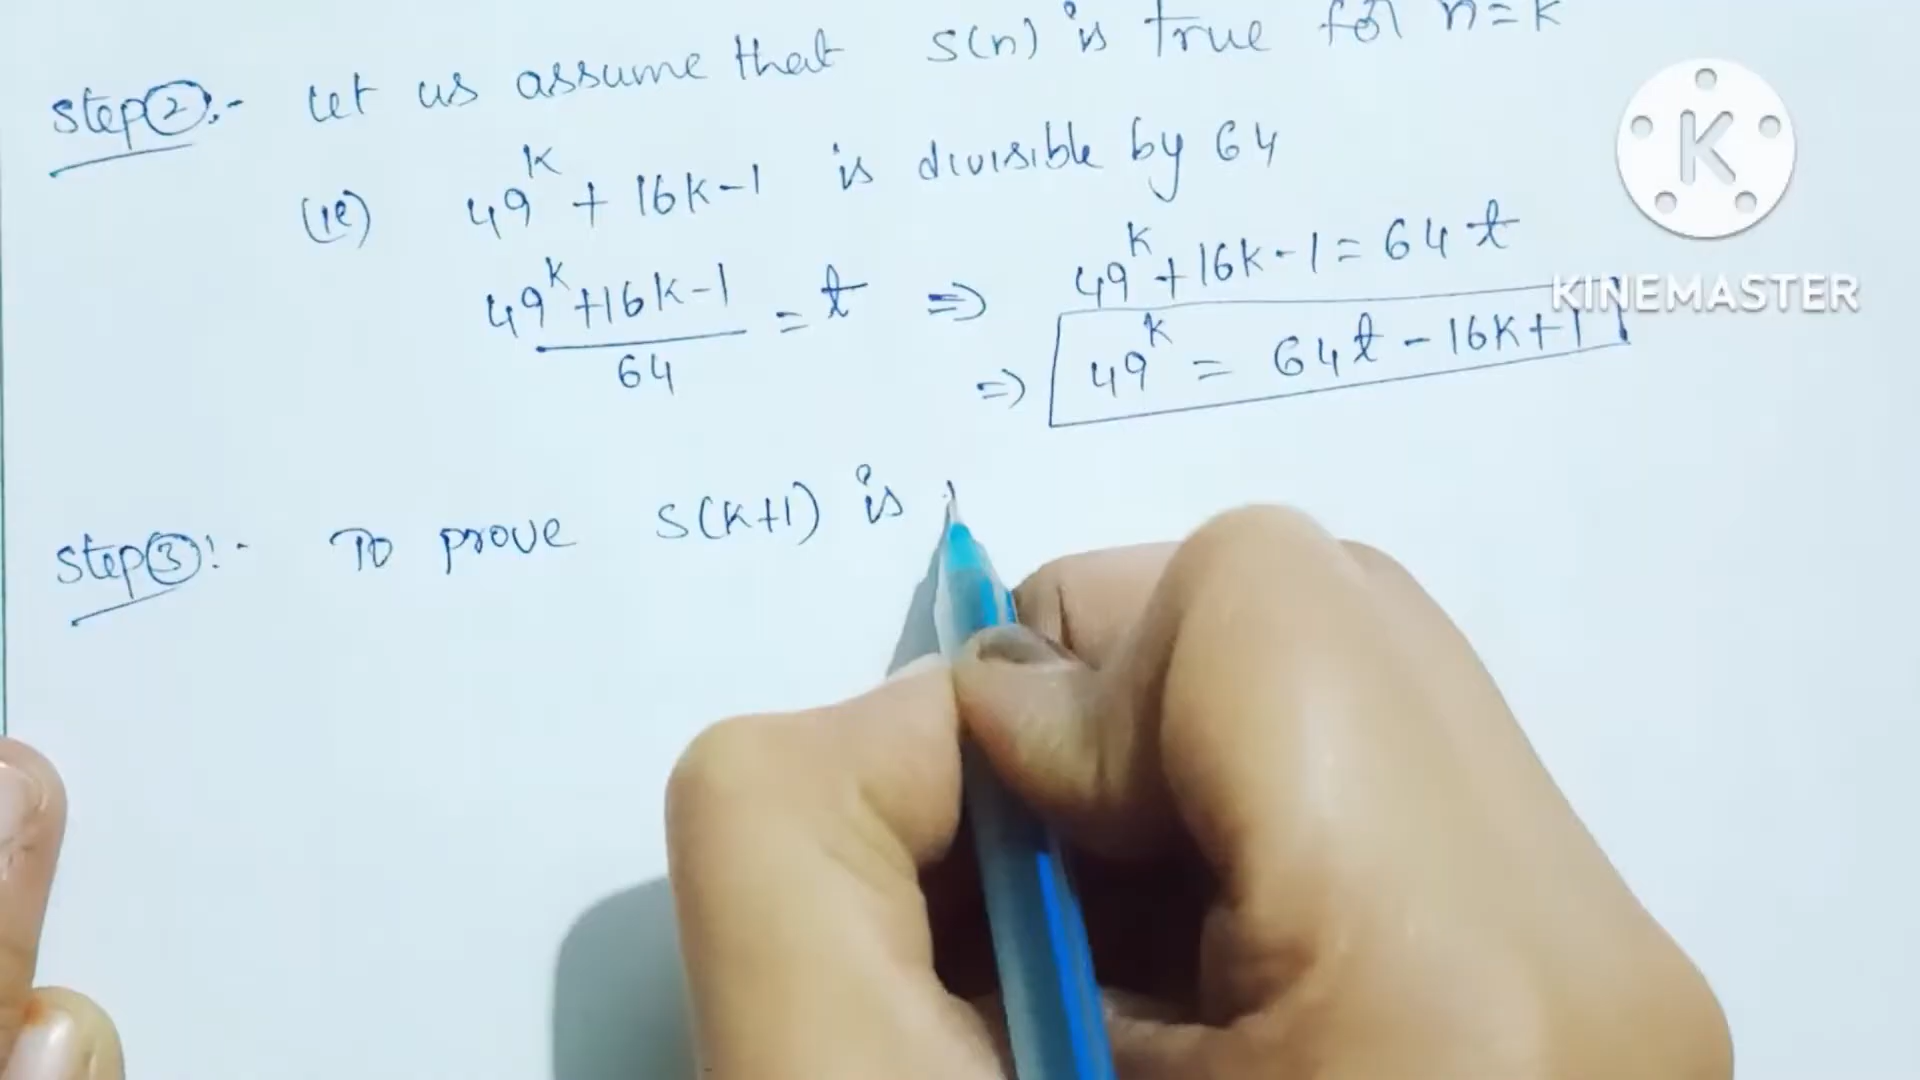 Step②:- Let us assume that S(n) is true for n=k
(ie) 49^k + 16k-1 is divisible by 64
49^k+16k-1 / 64 = t ⇒ 49^k+16k-1 = 64t
⇒ 49^k = 64t - 16k+1
Step③:- To prove S(k+1) is
K
KINEMASTER